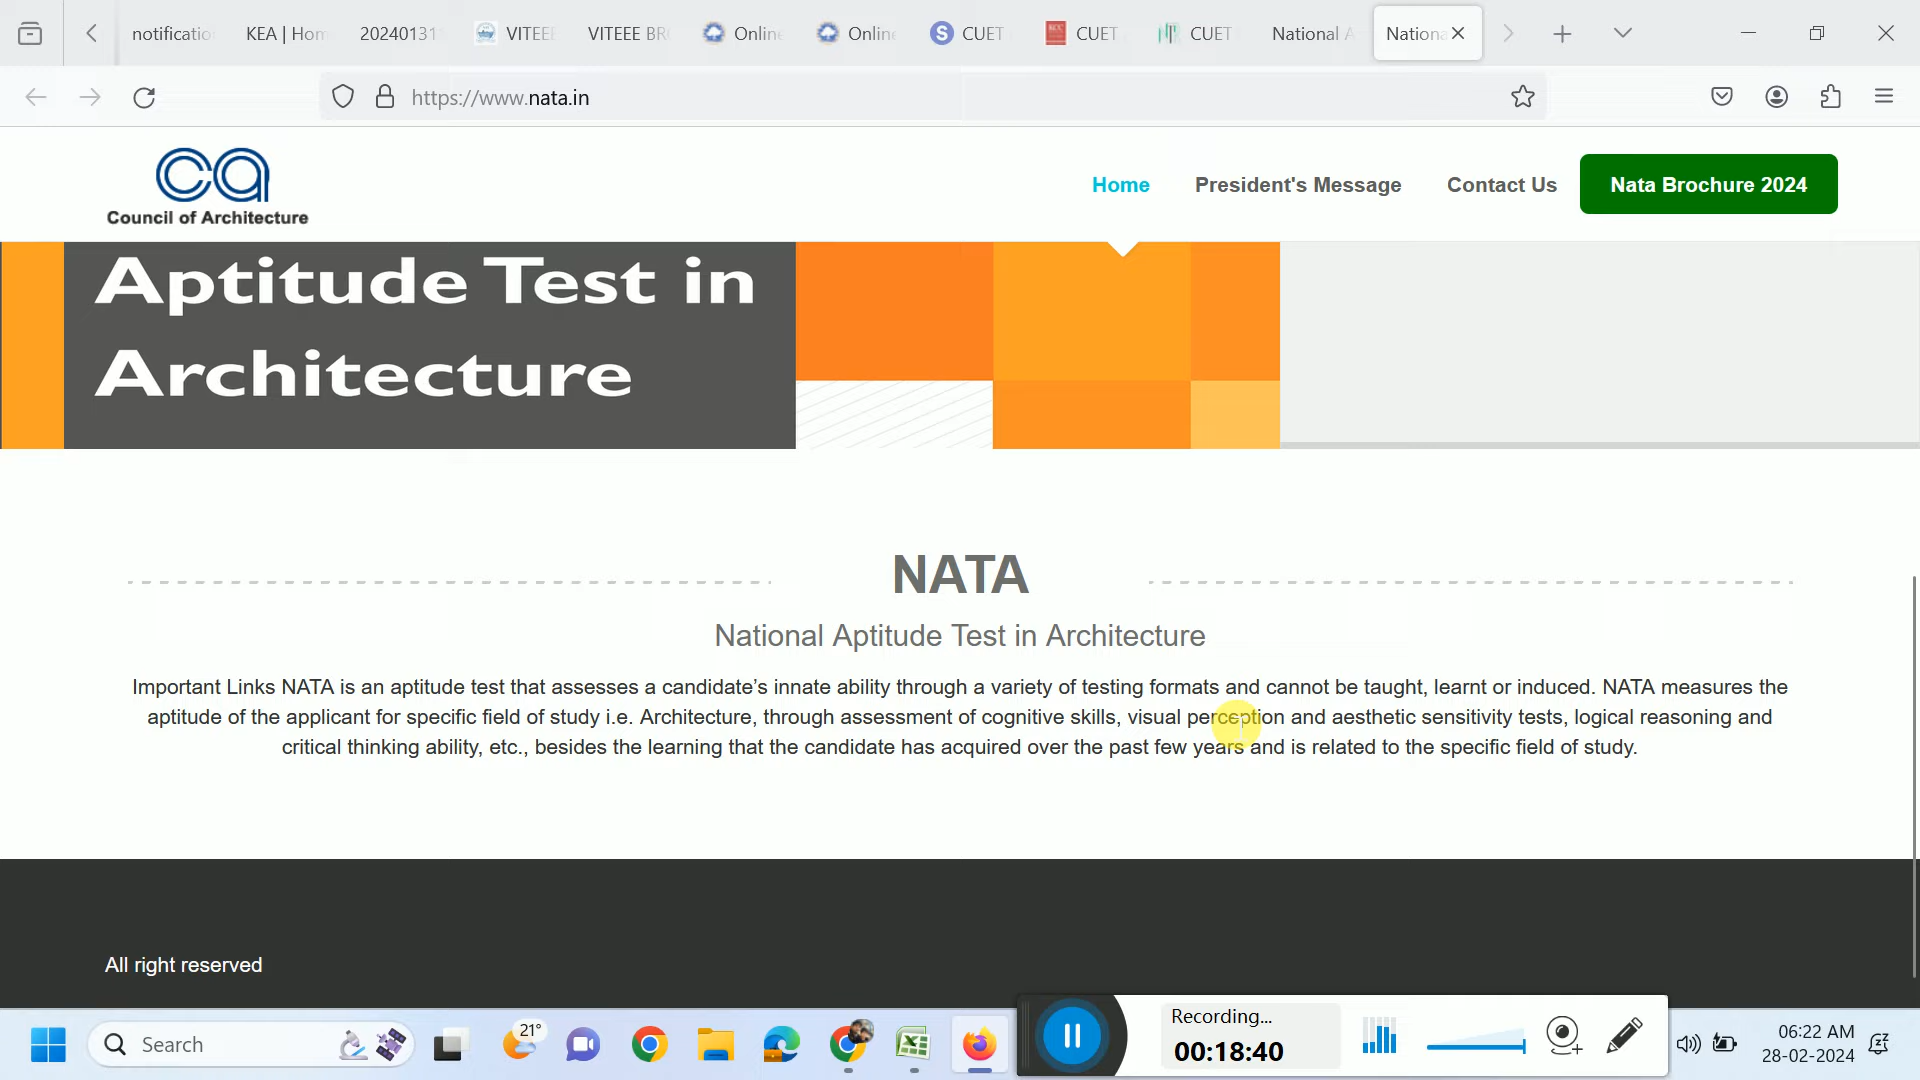 notificatio
KEA | Hom
20240131
VITEEE
VITEEE BR
Online
Online
CUET
CUET
CUET
National A
Nationa
https://www.nata.in
ca
Council of Architecture
Home
President's Message
Contact Us
Nata Brochure 2024
Aptitude Test in
Architecture
NATA
National Aptitude Test in Architecture
Important Links NATA is an aptitude test that assesses a candidate’s innate ability through a variety of testing formats and cannot be taught, learnt or induced. NATA measures the
aptitude of the applicant for specific field of study i.e. Architecture, through assessment of cognitive skills, visual perception and aesthetic sensitivity tests, logical reasoning and
critical thinking ability, etc., besides the learning that the candidate has acquired over the past few years and is related to the specific field of study.
All right reserved
Search
21°
Recording...
00:18:40
06:22 AM
28-02-2024